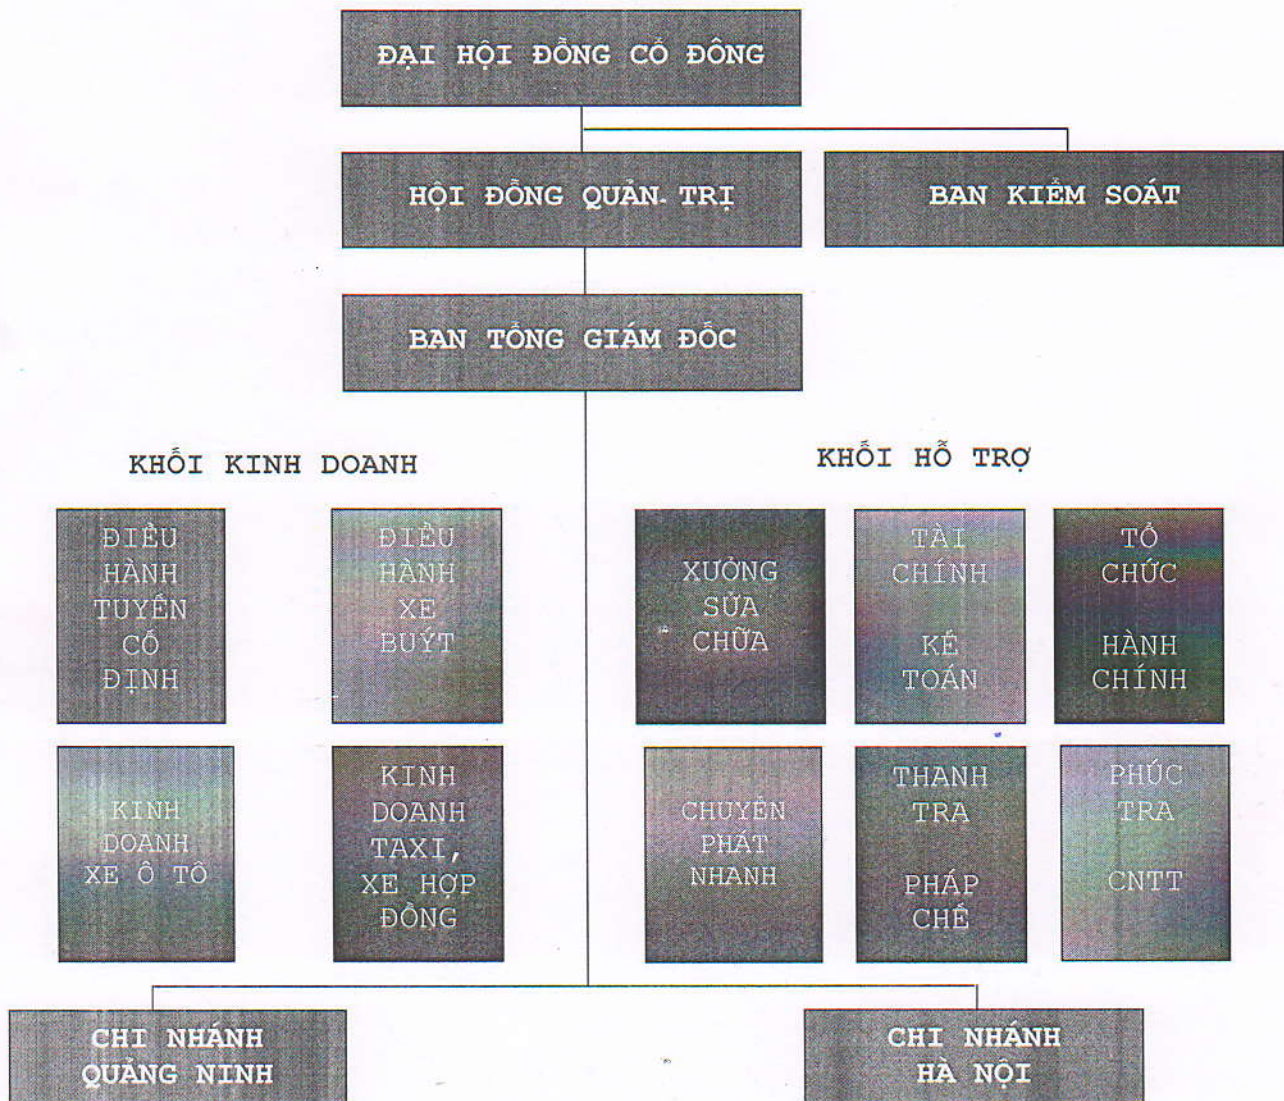 ĐẠI HỘI ĐỒNG CỔ ĐÔNG
HỘI ĐỒNG QUẢN TRỊ
BAN KIỂM SOÁT
BAN TỔNG GIÁM ĐỐC
KHỐI KINH DOANH
KHỐI HỖ TRỢ
ĐIỀU
HÀNH
TUYẾN
CỐ
ĐỊNH
ĐIỀU
HÀNH
XE
BUÝT
XƯỞNG
SỬA
CHỮA
TÀI
CHÍNH
KẾ
TOÁN
TỔ
CHỨC
HÀNH
CHÍNH
KINH
DOANH
XE Ô TÔ
KINH
DOANH
TAXI,
XE HỢP
ĐỒNG
CHUYỂN
PHÁT
NHANH
THANH
TRA
PHÁP
CHẾ
PHÚC
TRA
CNTT
CHI NHÁNH
QUẢNG NINH
CHI NHÁNH
HÀ NỘI